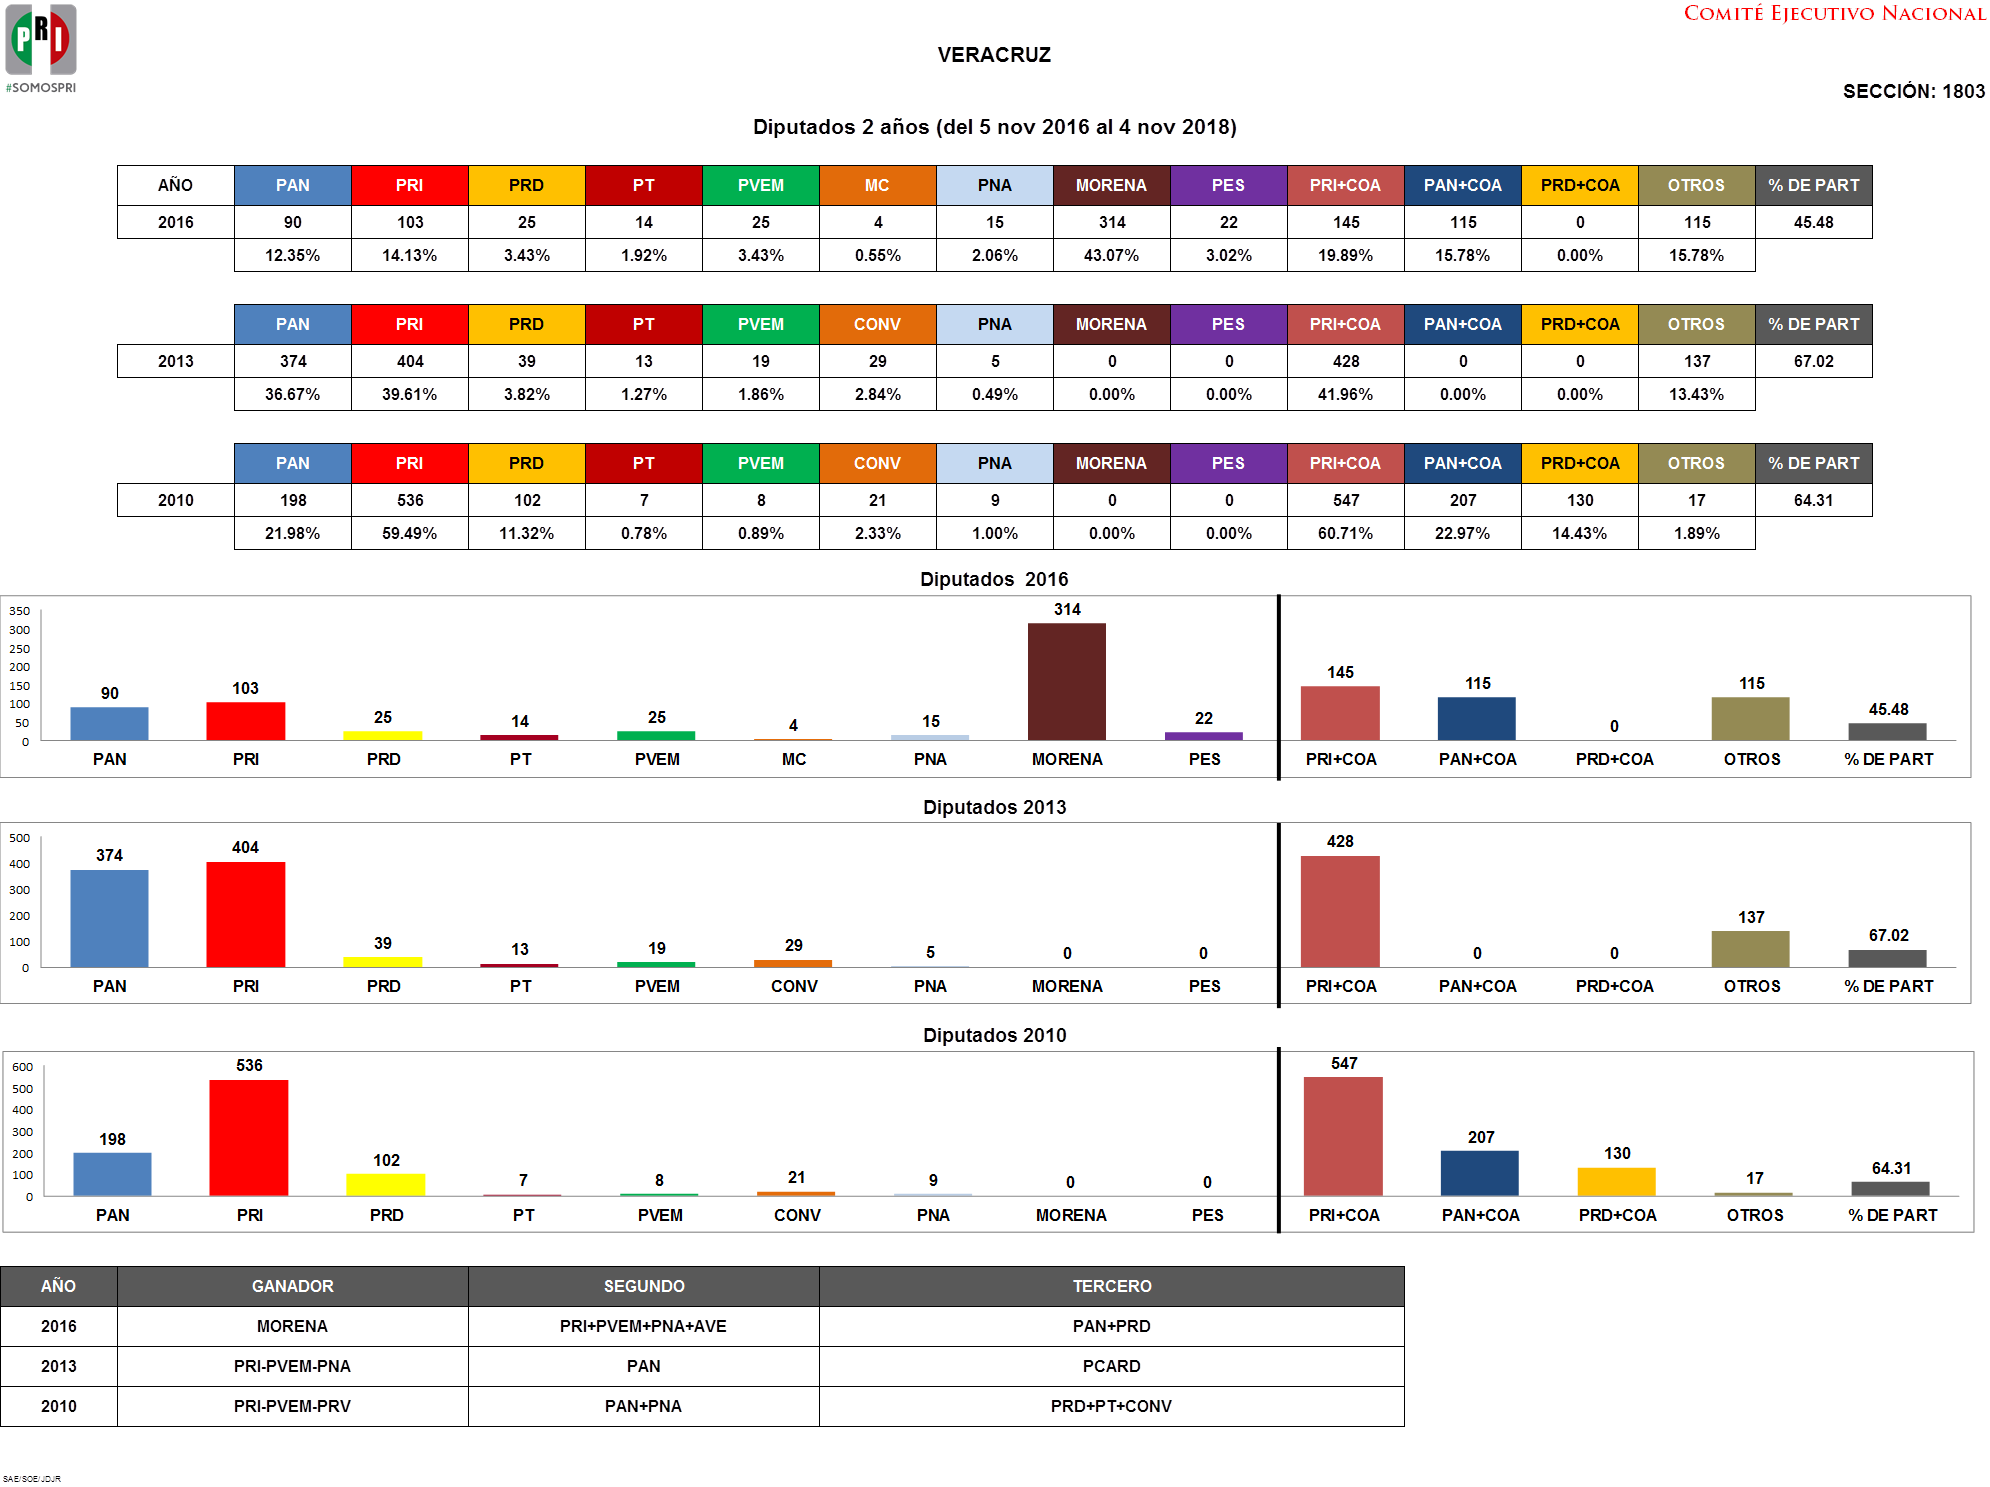 PRI
#SOMOSPRI
COMITÉ EJECUTIVO NACIONAL
VERACRUZ
SECCIÓN: 1803
Diputados 2 años (del 5 nov 2016 al 4 nov 2018)
AÑO PAN PRI PRD PT PVEM MC PNA MORENA PES PRI+COA PAN+COA PRD+COA OTROS % DE PART
2016 90 103 25 14 25 4 15 314 22 145 115 0 115 45.48
12.35% 14.13% 3.43% 1.92% 3.43% 0.55% 2.06% 43.07% 3.02% 19.89% 15.78% 0.00% 15.78%
PAN PRI PRD PT PVEM CONV PNA MORENA PES PRI+COA PAN+COA PRD+COA OTROS % DE PART
2013 374 404 39 13 19 29 5 0 0 428 0 0 137 67.02
36.67% 39.61% 3.82% 1.27% 1.86% 2.84% 0.49% 0.00% 0.00% 41.96% 0.00% 0.00% 13.43%
PAN PRI PRD PT PVEM CONV PNA MORENA PES PRI+COA PAN+COA PRD+COA OTROS % DE PART
2010 198 536 102 7 8 21 9 0 0 547 207 130 17 64.31
21.98% 59.49% 11.32% 0.78% 0.89% 2.33% 1.00% 0.00% 0.00% 60.71% 22.97% 14.43% 1.89%
Diputados 2016
350
300
250
200
150
100
50
0
90 103 25 14 25 4 15 314 22 145 115 0 115 45.48
PAN PRI PRD PT PVEM MC PNA MORENA PES PRI+COA PAN+COA PRD+COA OTROS % DE PART
Diputados 2013
500
400
300
200
100
0
374 404 39 13 19 29 5 0 0 428 0 0 137 67.02
PAN PRI PRD PT PVEM CONV PNA MORENA PES PRI+COA PAN+COA PRD+COA OTROS % DE PART
Diputados 2010
600
500
400
300
200
100
0
198 536 102 7 8 21 9 0 0 547 207 130 17 64.31
PAN PRI PRD PT PVEM CONV PNA MORENA PES PRI+COA PAN+COA PRD+COA OTROS % DE PART
AÑO GANADOR SEGUNDO TERCERO
2016 MORENA PRI+PVEM+PNA+AVE PAN+PRD
2013 PRI-PVEM-PNA PAN PCARD
2010 PRI-PVEM-PRV PAN+PNA PRD+PT+CONV
SAE/SOE/JDJR